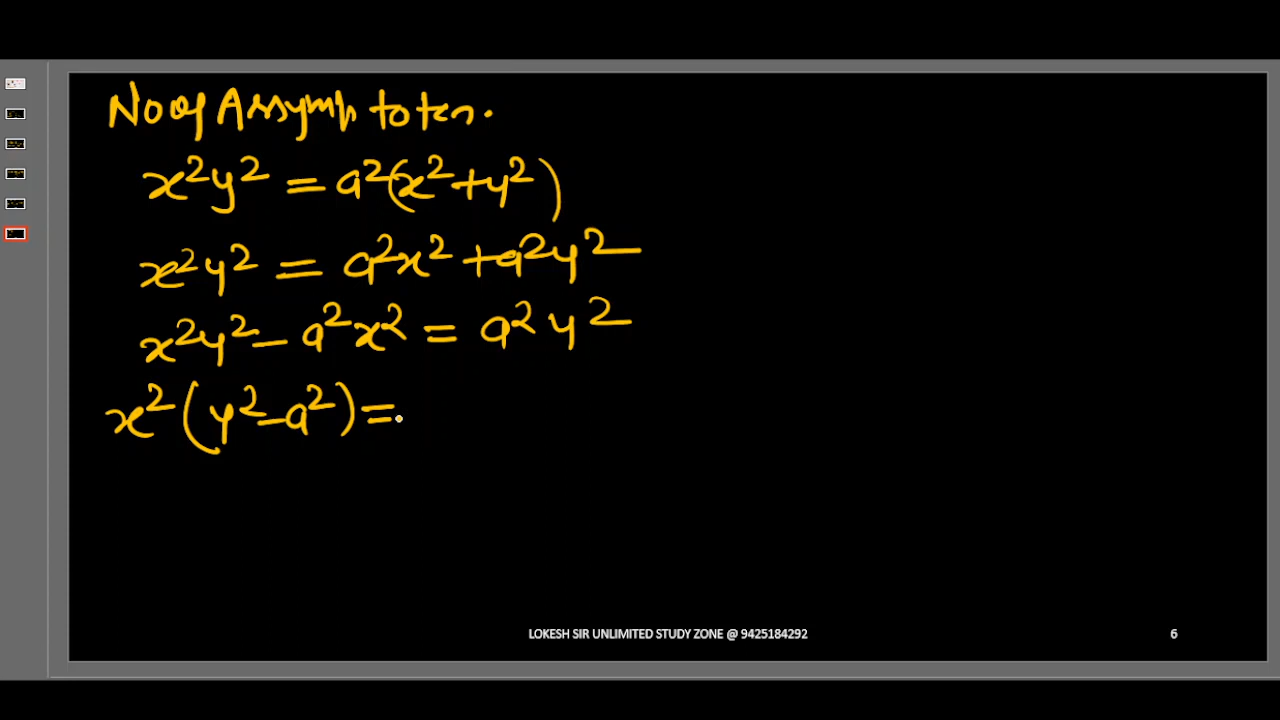 No of Assymptotes.
x²y² = a²(x²+y²)
x²y² = a²x² + a²y²
x²y² - a²x² = a²y²
x²(y²-a²) =
LOKESH SIR UNLIMITED STUDY ZONE @ 9425184292
6